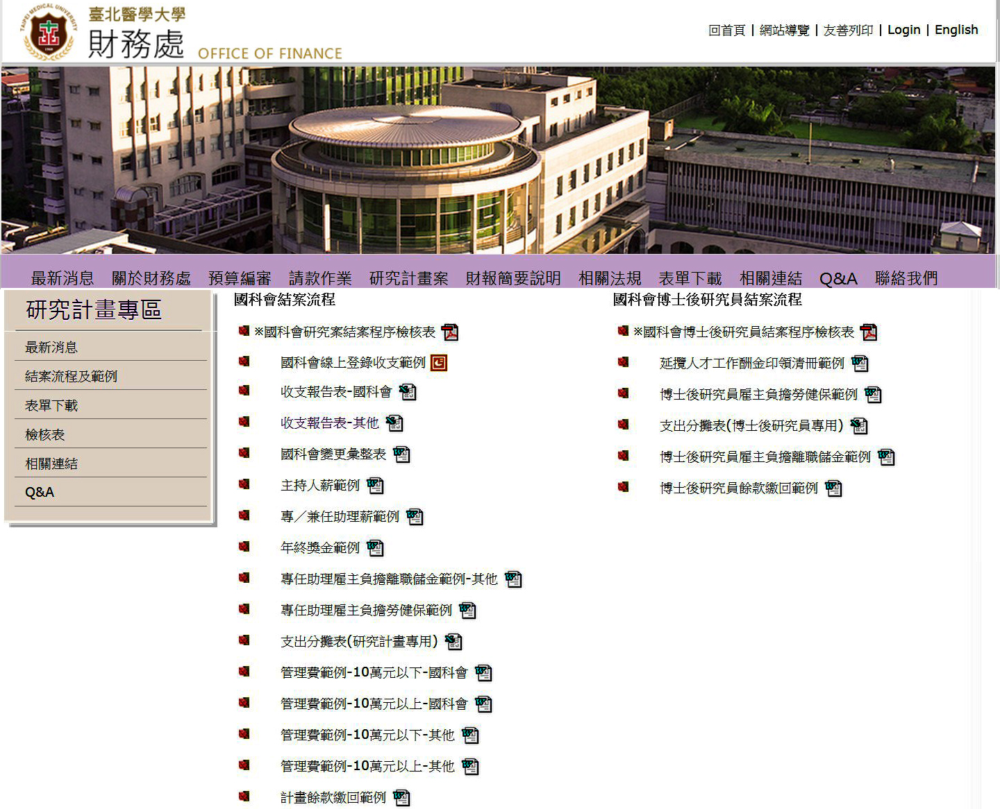 臺北醫學大學
財務處 OFFICE OF FINANCE
TAIPEI MEDICAL UNIVERSITY
1960
回首頁 | 網站導覽 | 友善列印 | Login | English
最新消息 關於財務處 預算編審 請款作業 研究計畫案 財報簡要說明 相關法規 表單下載 相關連結 Q&A 聯絡我們
研究計畫專區
最新消息
結案流程及範例
表單下載
檢核表
相關連結
Q&A
國科會結案流程
※國科會研究案結案程序檢核表
國科會線上登錄收支範例
收支報告表-國科會
收支報告表-其他
國科會變更彙整表
主持人薪範例
專／兼任助理薪範例
年終獎金範例
專任助理雇主負擔離職儲金範例-其他
專任助理雇主負擔勞健保範例
支出分攤表(研究計畫專用)
管理費範例-10萬元以下-國科會
管理費範例-10萬元以上-國科會
管理費範例-10萬元以下-其他
管理費範例-10萬元以上-其他
計畫餘款繳回範例
國科會博士後研究員結案流程
※國科會博士後研究員結案程序檢核表
延攬人才工作酬金印領清冊範例
博士後研究員雇主負擔勞健保範例
支出分攤表(博士後研究員專用)
博士後研究員雇主負擔離職儲金範例
博士後研究員餘款繳回範例